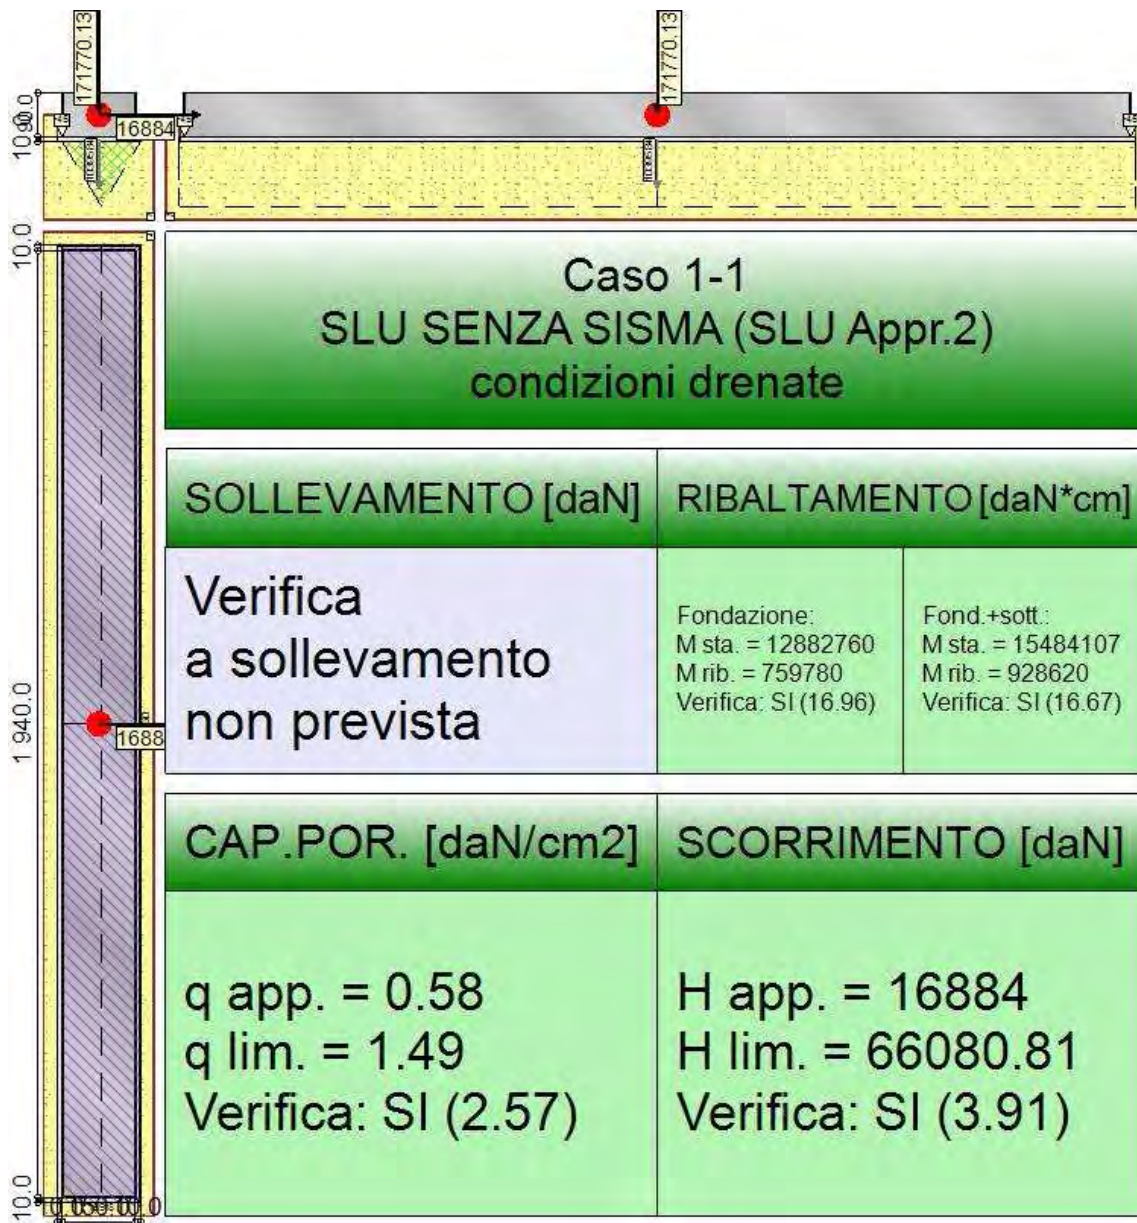 171770.13
171770.13
16884
10.0
Caso 1-1
SLU SENZA SISMA (SLU Appr.2)
condizioni drenate
SOLLEVAMENTO [daN]
RIBALTAMENTO [daN*cm]
Verifica
a sollevamento
non prevista
Fondazione:
M sta. = 12882760
M rib. = 759780
Verifica: SI (16.96)
Fond.+sott.:
M sta. = 15484107
M rib. = 928620
Verifica: SI (16.67)
1 940.0
1688
CAP.POR. [daN/cm2]
SCORRIMENTO [daN]
q app. = 0.58
q lim. = 1.49
Verifica: SI (2.57)
H app. = 16884
H lim. = 66080.81
Verifica: SI (3.91)
10.0